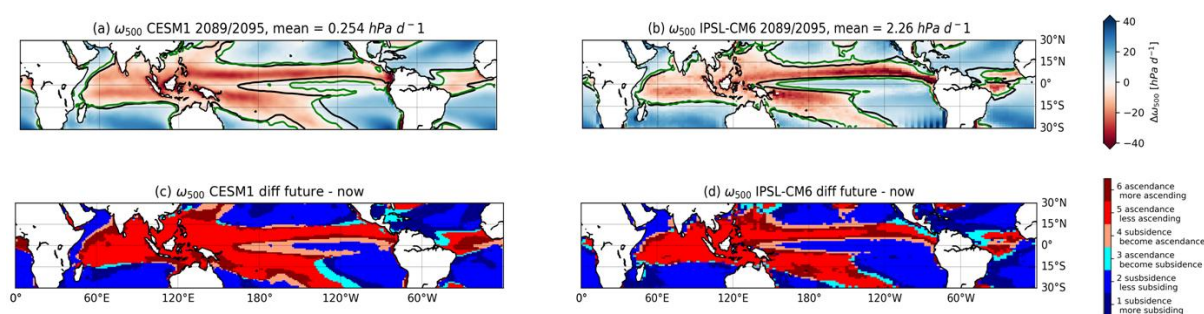 (a) ω500 CESM1 2089/2095, mean = 0.254 hPa d−1
(b) ω500 IPSL-CM6 2089/2095, mean = 2.26 hPa d−1
30°N
15°N
0°
15°S
30°S
40
20
0
−20
−40
Δω500 [hPa d−1]
(c) ω500 CESM1 diff future - now
(d) ω500 IPSL-CM6 diff future - now
30°N
15°N
0°
15°S
30°S
0°
60°E
120°E
180°
120°W
60°W
0°
60°E
120°E
180°
120°W
60°W
6 ascendance
more ascending
5 ascendance
less ascending
4 subsidence
become ascendance
3 ascendance
become subsidence
2 susbsidence
less subsiding
1 subsidence
more subsiding